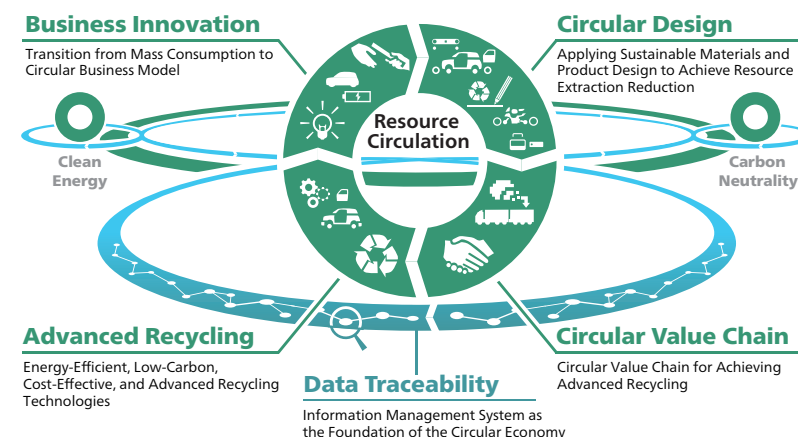 Business Innovation
Transition from Mass Consumption to
Circular Business Model
Circular Design
Applying Sustainable Materials and
Product Design to Achieve Resource
Extraction Reduction
Resource
Circulation
Clean
Energy
Carbon
Neutrality
Advanced Recycling
Energy-Efficient, Low-Carbon,
Cost-Effective, and Advanced Recycling
Technologies
Data Traceability
Information Management System as
the Foundation of the Circular Economy
Circular Value Chain
Circular Value Chain for Achieving
Advanced Recycling